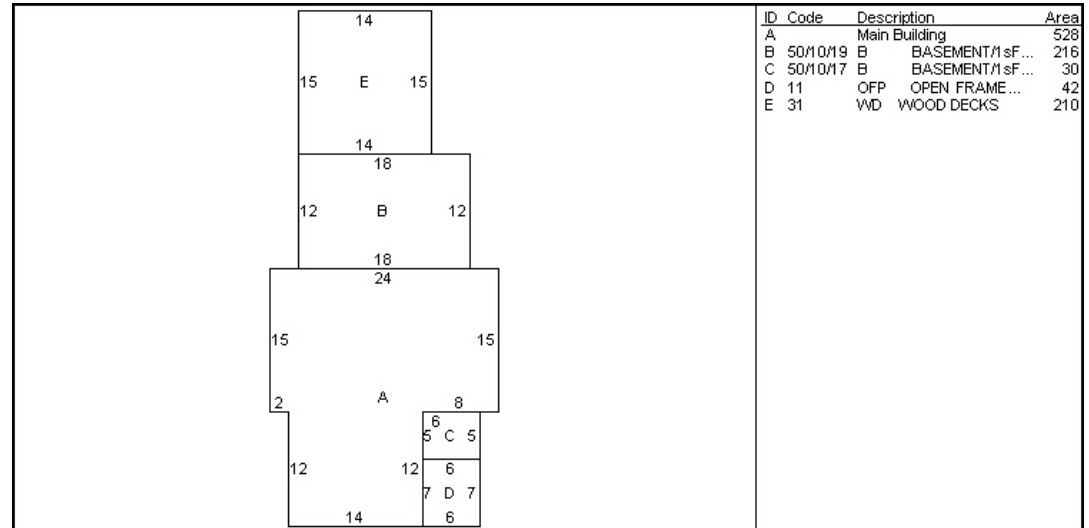 14
15 E 15
14
18
12 B 12
18
24
15 15
A
2 8
6
5 C 5
12 12 6
7 D 7
14 6
ID Code Description Area
A Main Building 528
B 50/10/19 B BASEMENT/1sF... 216
C 50/10/17 B BASEMENT/1sF... 30
D 11 OFP OPEN FRAME... 42
E 31 WD WOOD DECKS 210